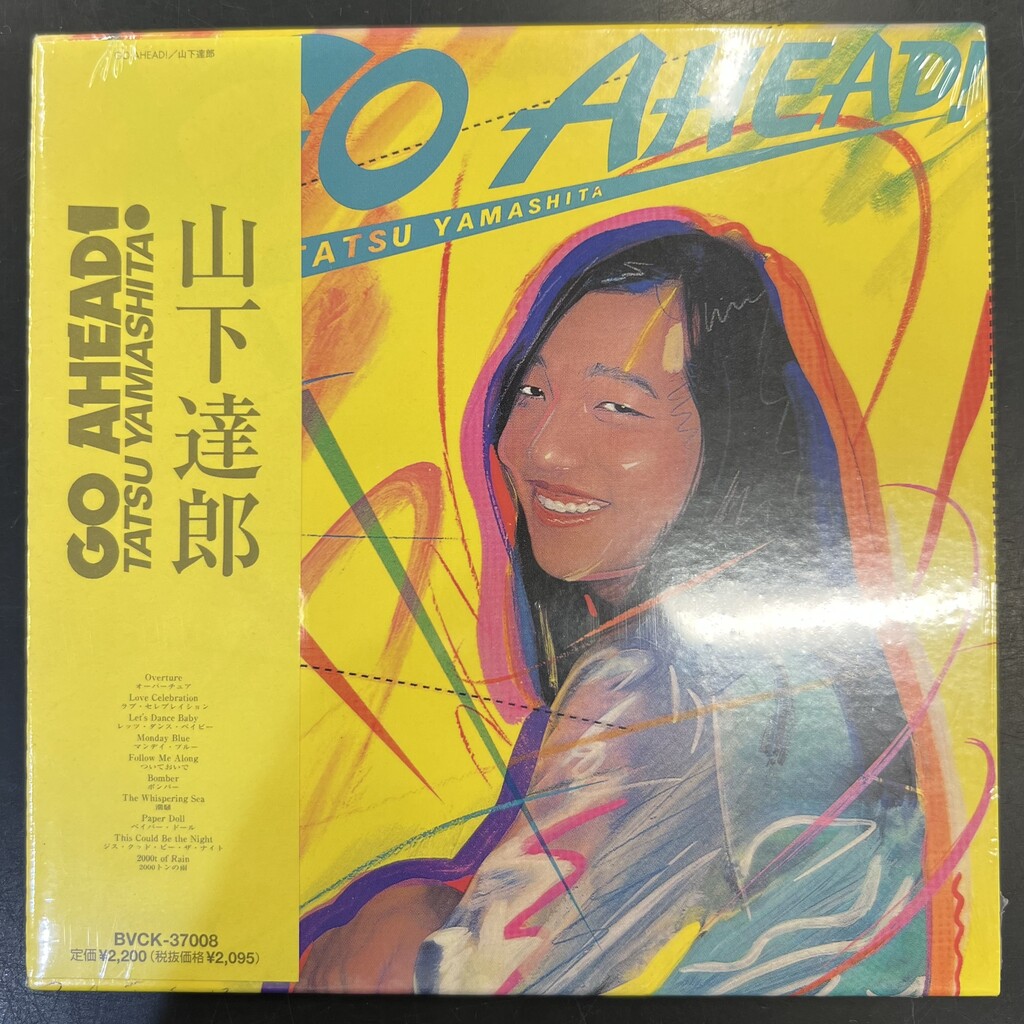 GO AHEAD!/山下達郎
GO AHEAD!
TATSU YAMASHITA
GO AHEAD!
TATSU YAMASHITA
山下達郎
Overture
オーバーチュア
Love Celebration
ラブ・セレブレイション
Let's Dance Baby
レッツ・ダンス・ベイビー
Monday Blue
マンデイ・ブルー
Follow Me Along
ついておいで
Bomber
ボンバー
The Whispering Sea
潮騒
Paper Doll
ペイパー・ドール
This Could Be the Night
ジス・クッド・ビー・ザ・ナイト
2000t of Rain
2000トンの雨
BVCK-37008
定価¥2,200(税抜価格¥2,095)